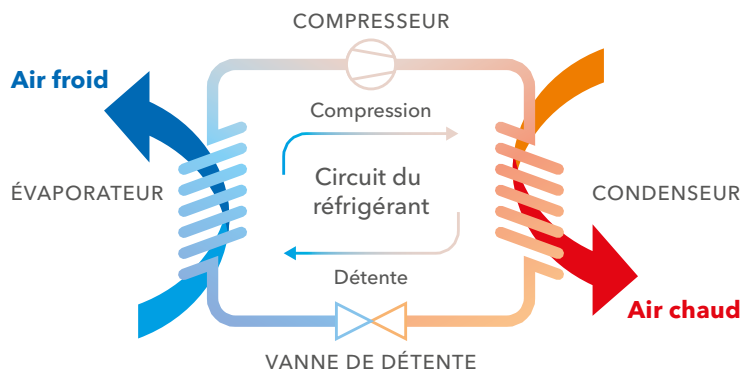 COMPRESSEUR
Air froid
Compression
ÉVAPORATEUR
Circuit du
réfrigérant
CONDENSEUR
Détente
Air chaud
VANNE DE DÉTENTE